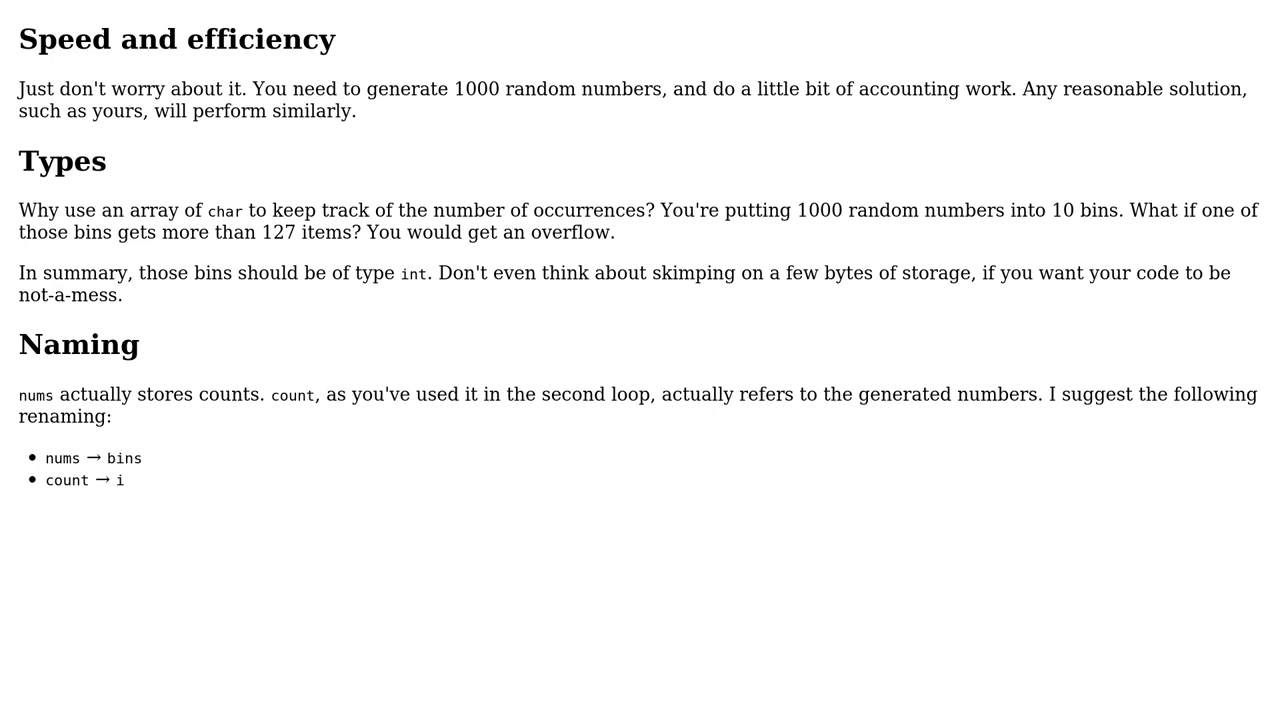 Speed and efficiency
Just don't worry about it. You need to generate 1000 random numbers, and do a little bit of accounting work. Any reasonable solution,
such as yours, will perform similarly.
Types
Why use an array of char to keep track of the number of occurrences? You're putting 1000 random numbers into 10 bins. What if one of
those bins gets more than 127 items? You would get an overflow.
In summary, those bins should be of type int. Don't even think about skimping on a few bytes of storage, if you want your code to be
not-a-mess.
Naming
nums actually stores counts. count, as you've used it in the second loop, actually refers to the generated numbers. I suggest the following
renaming:
• nums → bins
• count → i